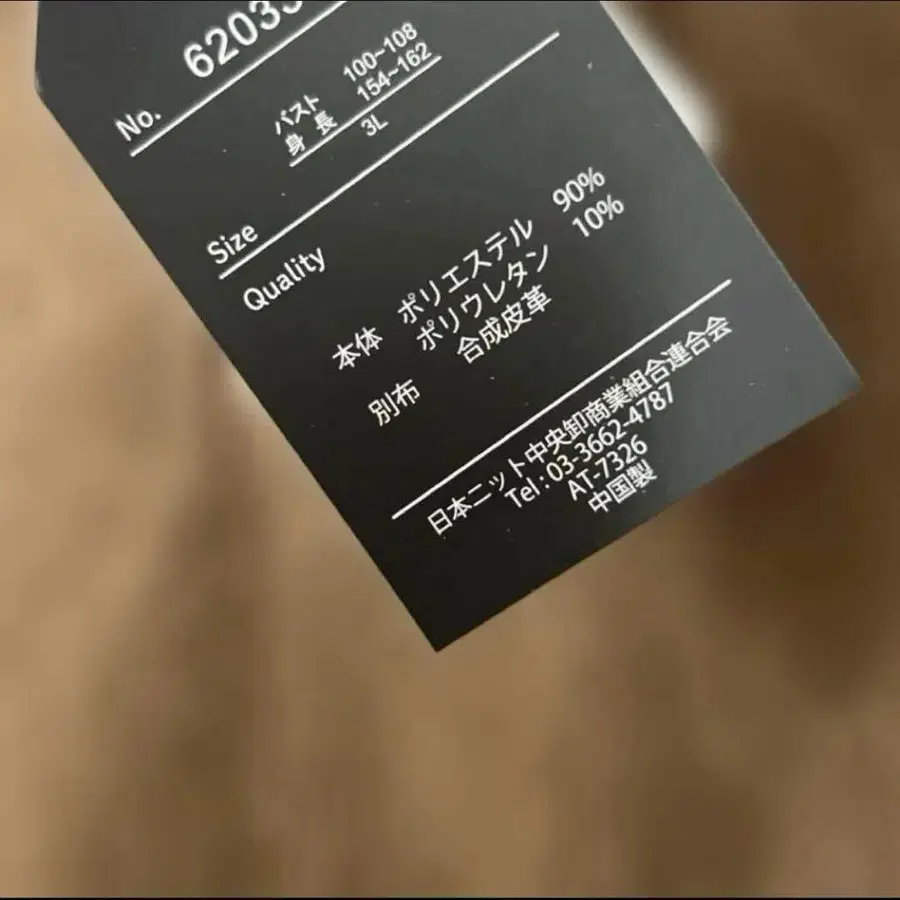 No. 62033
バスト 100~108
身長 154~162
3L
Size
Quality
本体 ポリエステル 90%
ポリウレタン 10%
別布 合成皮革
日本ニット中央卸商業組合連合会
Tel:03-3662-4787
AT-7326
中国製